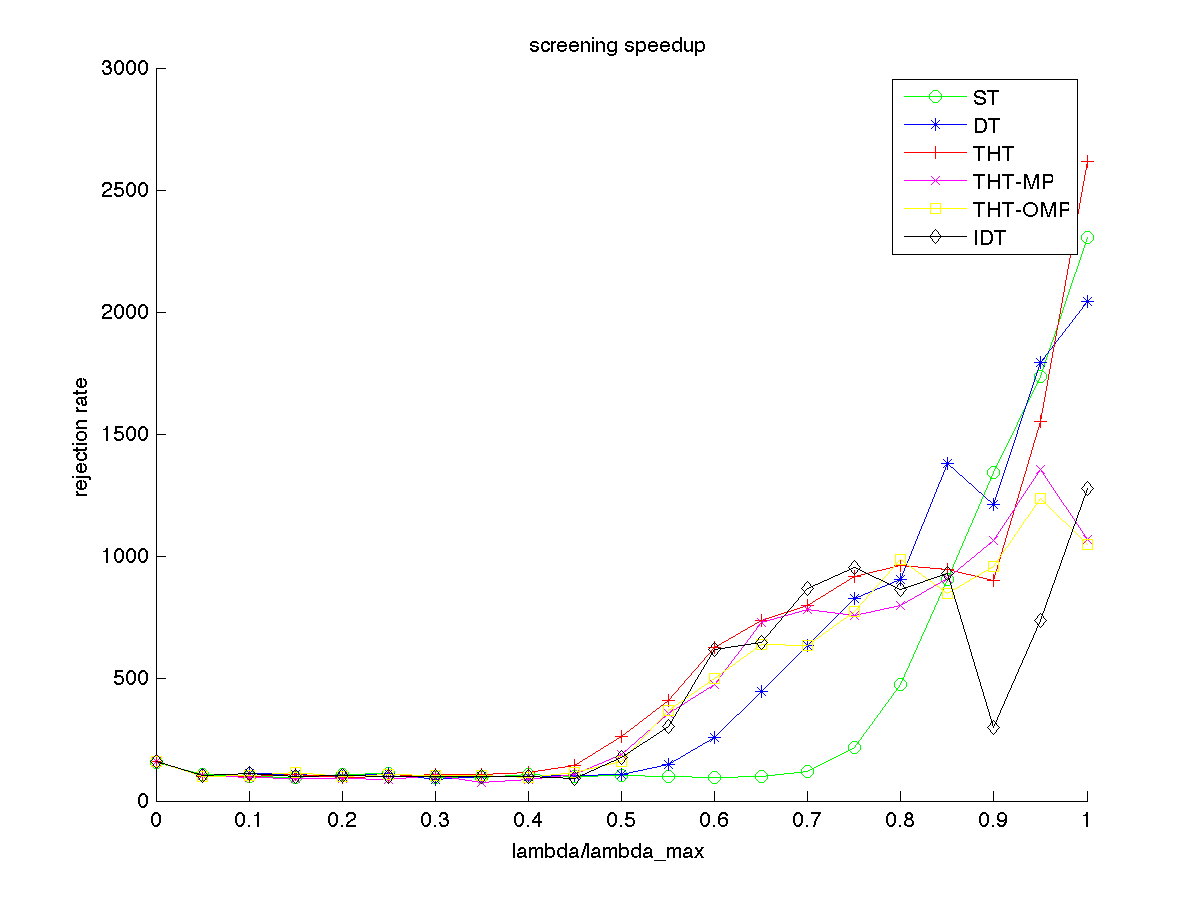 screening speedup
3000
2500
2000
1500
1000
500
0
rejection rate
ST
DT
THT
THT-MP
THT-OMP
IDT
0 0.1 0.2 0.3 0.4 0.5 0.6 0.7 0.8 0.9 1
lambda/lambda_max